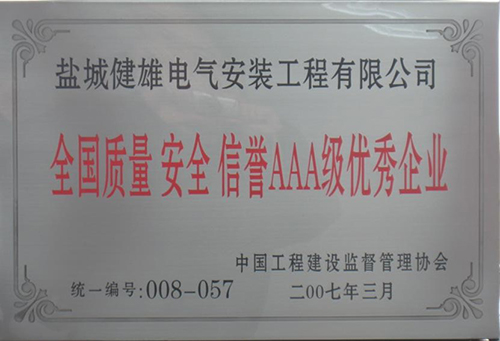 盐城健雄电气安装工程有限公司
全国质量 安全 信誉AAA级优秀企业
中国工程建设监督管理协会
统一编号:008-057 二〇〇七年三月